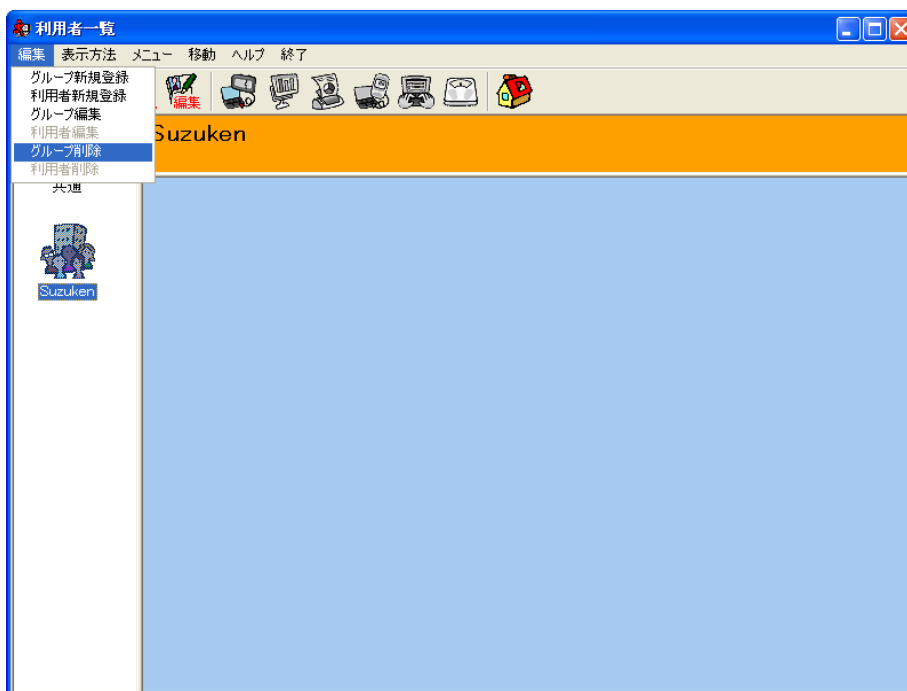 利用者一覧
編集 表示方法 メニュー 移動 ヘルプ 終了
グループ新規登録
利用者新規登録
グループ編集
利用者編集
グループ削除
利用者削除
編集
Suzuken
共通
Suzuken